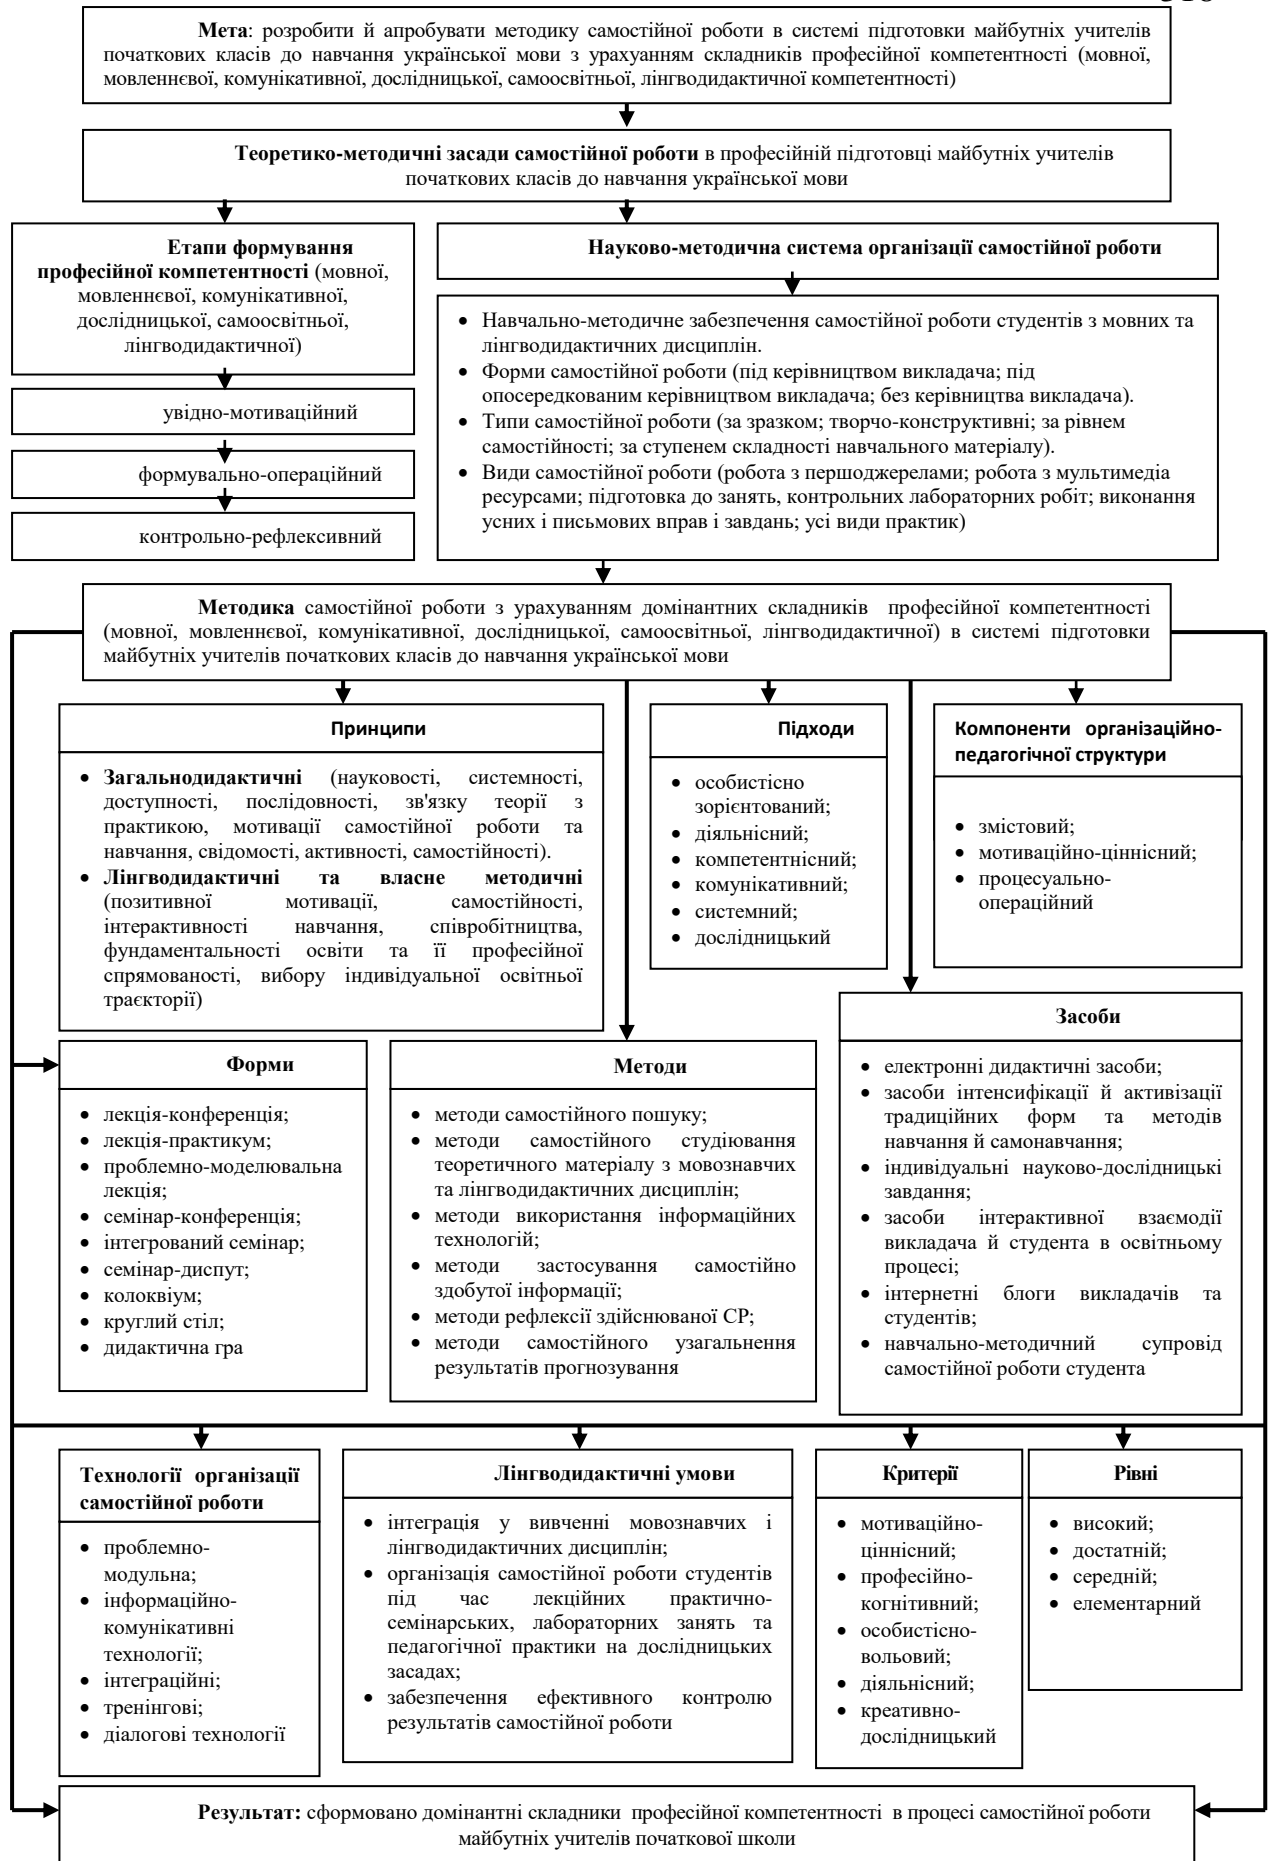 Мета: розробити й апробувати методику самостійної роботи в системі підготовки майбутніх учителів
початкових класів до навчання української мови з урахуванням складників професійної компетентності (мовної,
мовленнєвої, комунікативної, дослідницької, самоосвітньої, лінгводидактичної компетентності)
Теоретико-методичні засади самостійної роботи в професійній підготовці майбутніх учителів
початкових класів до навчання української мови
Етапи формування
професійної компетентності (мовної,
мовленнєвої, комунікативної,
дослідницької, самоосвітньої,
лінгводидактичної)
увідно-мотиваційний
формувально-операційний
контрольно-рефлексивний
Науково-методична система організації самостійної роботи
• Навчально-методичне забезпечення самостійної роботи студентів з мовних та
лінгводидактичних дисциплін.
• Форми самостійної роботи (під керівництвом викладача; під
опосередкованим керівництвом викладача; без керівництва викладача).
• Типи самостійної роботи (за зразком; творчо-конструктивні; за рівнем
самостійності; за ступенем складності навчального матеріалу).
• Види самостійної роботи (робота з першоджерелами; робота з мультимедіа
ресурсами; підготовка до занять, контрольних лабораторних робіт; виконання
усних і письмових вправ і завдань; усі види практик)
Методика самостійної роботи з урахуванням домінантних складників професійної компетентності
(мовної, мовленнєвої, комунікативної, дослідницької, самоосвітньої, лінгводидактичної) в системі підготовки
майбутніх учителів початкових класів до навчання української мови
Принципи
• Загальнодидактичні (науковості, системності,
доступності, послідовності, зв'язку теорії з
практикою, мотивації самостійної роботи та
навчання, свідомості, активності, самостійності).
• Лінгводидактичні та власне методичні
(позитивної мотивації, самостійності,
інтерактивності навчання, співробітництва,
фундаментальності освіти та її професійної
спрямованості, вибору індивідуальної освітньої
траєкторії)
Підходи
• особистісно
зорієнтований;
• діяльнісний;
• компетентнісний;
• комунікативний;
• системний;
• дослідницький
Компоненти організаційно-
педагогічної структури
• змістовий;
• мотиваційно-ціннісний;
• процесуально-
операційний
Форми
• лекція-конференція;
• лекція-практикум;
• проблемно-моделювальна
лекція;
• семінар-конференція;
• інтегрований семінар;
• семінар-диспут;
• колоквіум;
• круглий стіл;
• дидактична гра
Методи
• методи самостійного пошуку;
• методи самостійного студіювання
теоретичного матеріалу з мовознавчих
та лінгводидактичних дисциплін;
• методи використання інформаційних
технологій;
• методи застосування самостійно
здобутої інформації;
• методи рефлексії здійснюваної СР;
• методи самостійного узагальнення
результатів прогнозування
Засоби
• електронні дидактичні засоби;
• засоби інтенсифікації й активізації
традиційних форм та методів
навчання й самонавчання;
• індивідуальні науково-дослідницькі
завдання;
• засоби інтерактивної взаємодії
викладача й студента в освітньому
процесі;
• інтернетні блоги викладачів та
студентів;
• навчально-методичний супровід
самостійної роботи студента
Технології організації
самостійної роботи
• проблемно-
модульна;
• інформаційно-
комунікативні
технології;
• інтеграційні;
• тренінгові;
• діалогові технології
Лінгводидактичні умови
• інтеграція у вивченні мовознавчих і
лінгводидактичних дисциплін;
• організація самостійної роботи студентів
під час лекційних практично-
семінарських, лабораторних занять та
педагогічної практики на дослідницьких
засадах;
• забезпечення ефективного контролю
результатів самостійної роботи
Критерії
• мотиваційно-
ціннісний;
• професійно-
когнітивний;
• особистісно-
вольовий;
• діяльнісний;
• креативно-
дослідницький
Рівні
• високий;
• достатній;
• середній;
• елементарний
Результат: сформовано домінантні складники професійної компетентності в процесі самостійної роботи
майбутніх учителів початкової школи